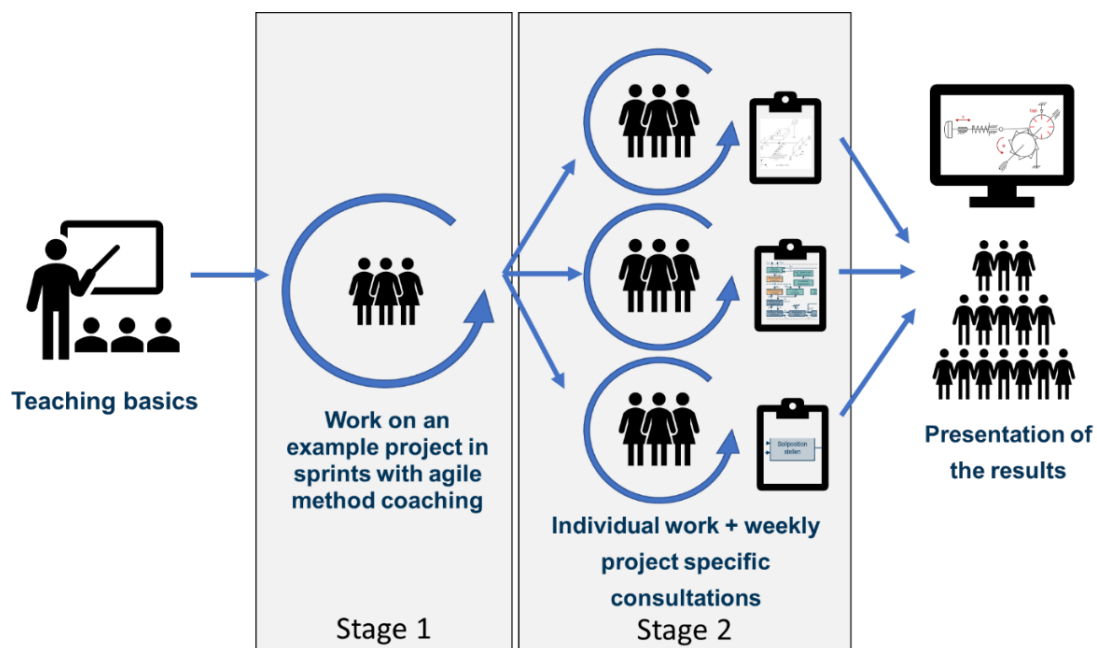 Teaching basics
Work on an
example project in
sprints with agile
method coaching
Stage 1
Individual work + weekly
project specific
consultations
Stage 2
Sollposition
stellen
Presentation of
the results